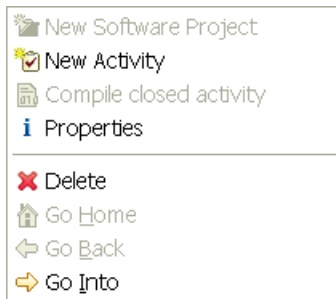 New Software Project
New Activity
Compile closed activity
Properties
Delete
Go Home
Go Back
Go Into